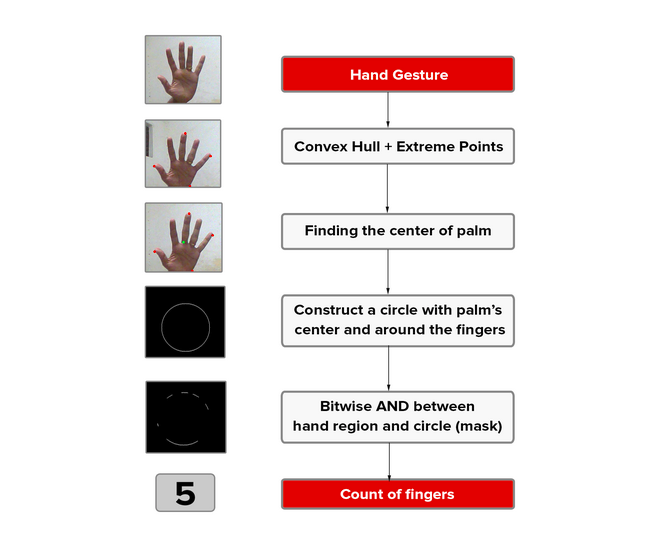 Hand Gesture
Convex Hull + Extreme Points
Finding the center of palm
Construct a circle with palm's
center and around the fingers
Bitwise AND between
hand region and circle (mask)
5
Count of fingers